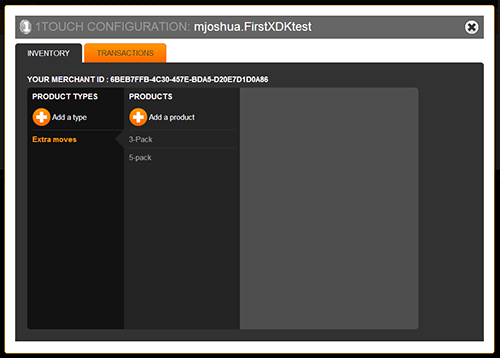 1TOUCH CONFIGURATION: mjoshua.FirstXDKtest
INVENTORY TRANSACTIONS
YOUR MERCHANT ID : 6BEB7FFB-4C30-457E-BDA5-D20E7D1D0A86
PRODUCT TYPES PRODUCTS
Add a type Add a product
Extra moves 3-Pack
5-pack